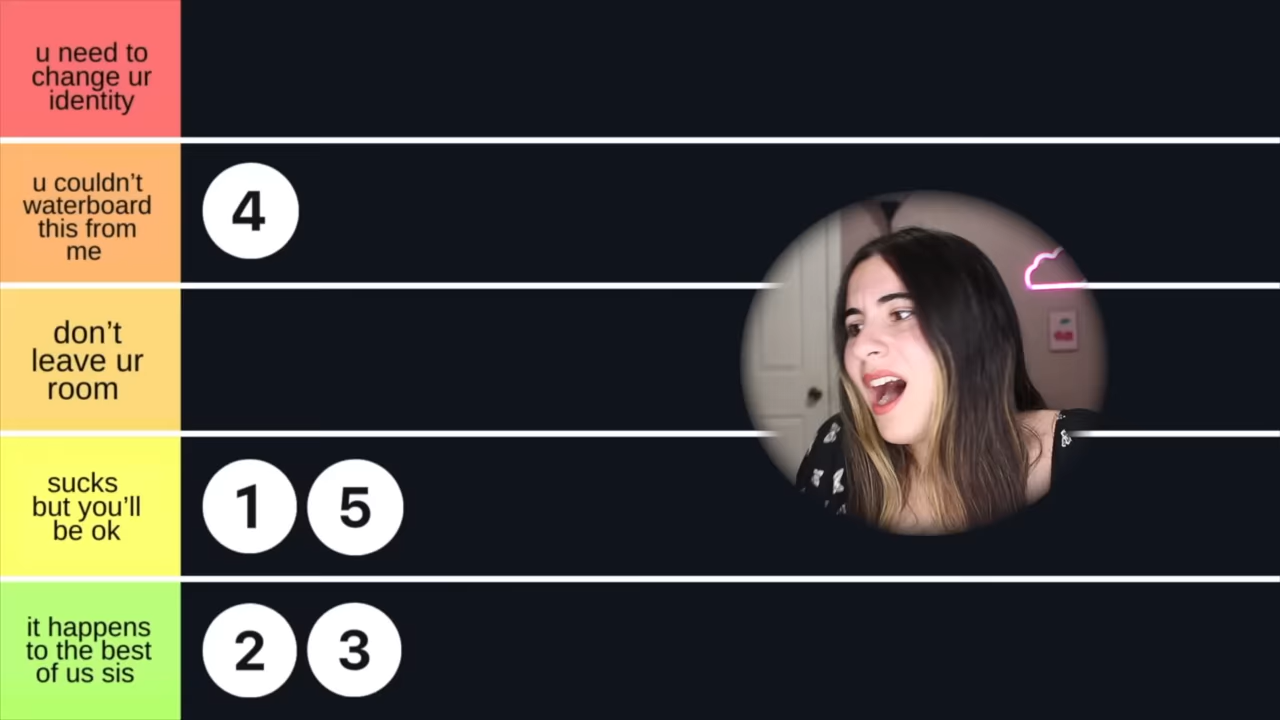 u need to
change ur
identity
u couldn't
waterboard
this from
me
4
don't
leave ur
room
sucks
but you'll
be ok
1 5
it happens
to the best
of us sis
2 3